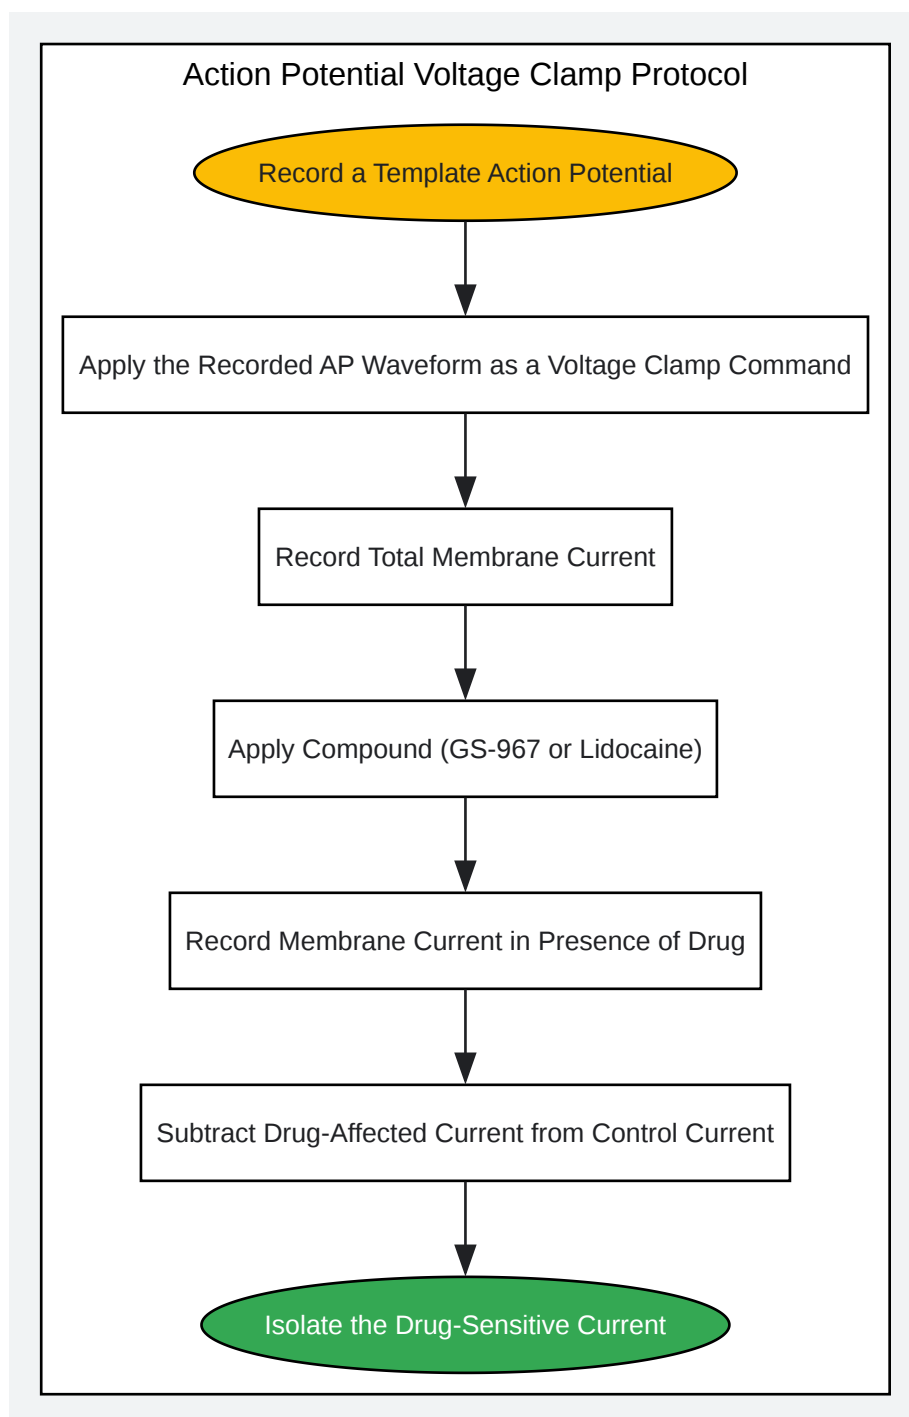 Action Potential Voltage Clamp Protocol
Record a Template Action Potential
Apply the Recorded AP Waveform as a Voltage Clamp Command
Record Total Membrane Current
Apply Compound (GS-967 or Lidocaine)
Record Membrane Current in Presence of Drug
Subtract Drug-Affected Current from Control Current
Isolate the Drug-Sensitive Current